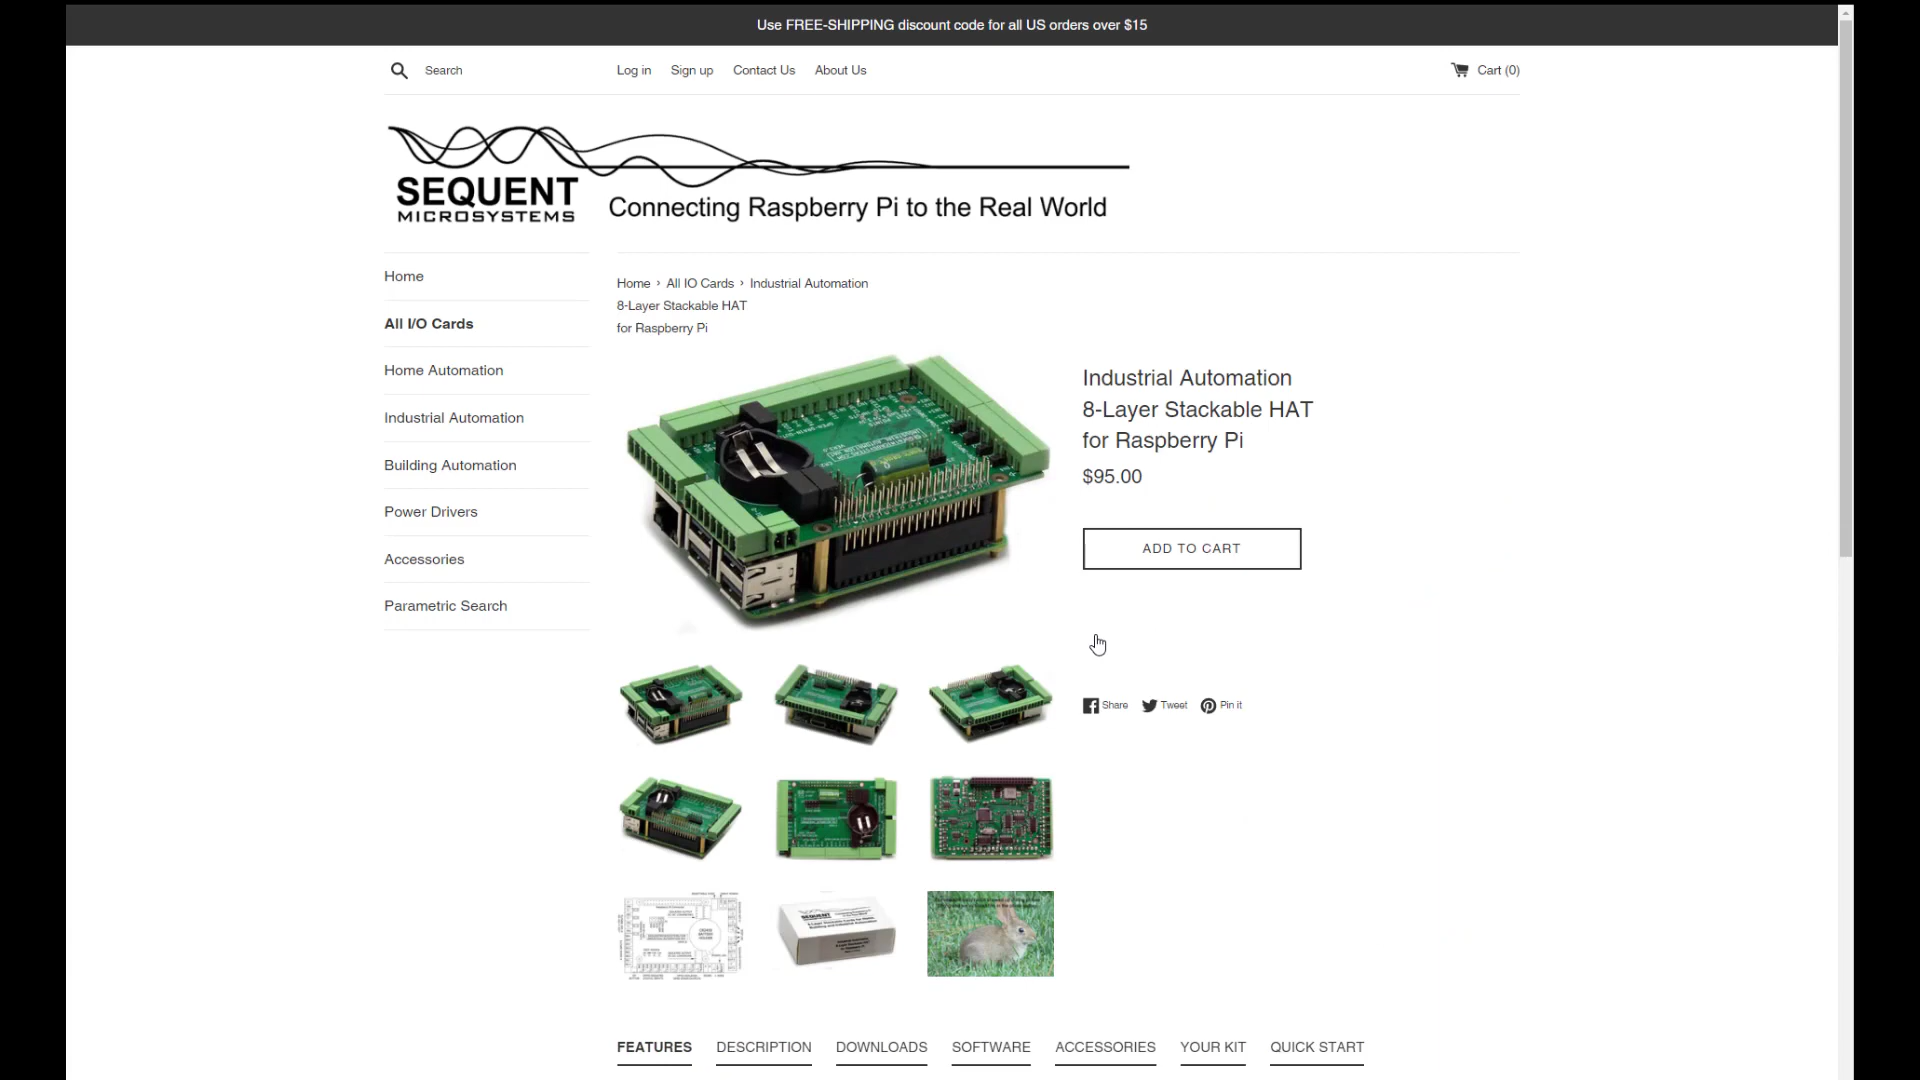 Use FREE-SHIPPING discount code for all US orders over $15
Search
Log in
Sign up
Contact Us
About Us
Cart (0)
SEQUENT
MICROSYSTEMS
Connecting Raspberry Pi to the Real World
Home
All I/O Cards
Home Automation
Industrial Automation
Building Automation
Power Drivers
Accessories
Parametric Search
Home › All IO Cards › Industrial Automation
8-Layer Stackable HAT
for Raspberry Pi
Industrial Automation
8-Layer Stackable HAT
for Raspberry Pi
$95.00
ADD TO CART
Share
Tweet
Pin it
SEQUENT
FEATURES
DESCRIPTION
DOWNLOADS
SOFTWARE
ACCESSORIES
YOUR KIT
QUICK START